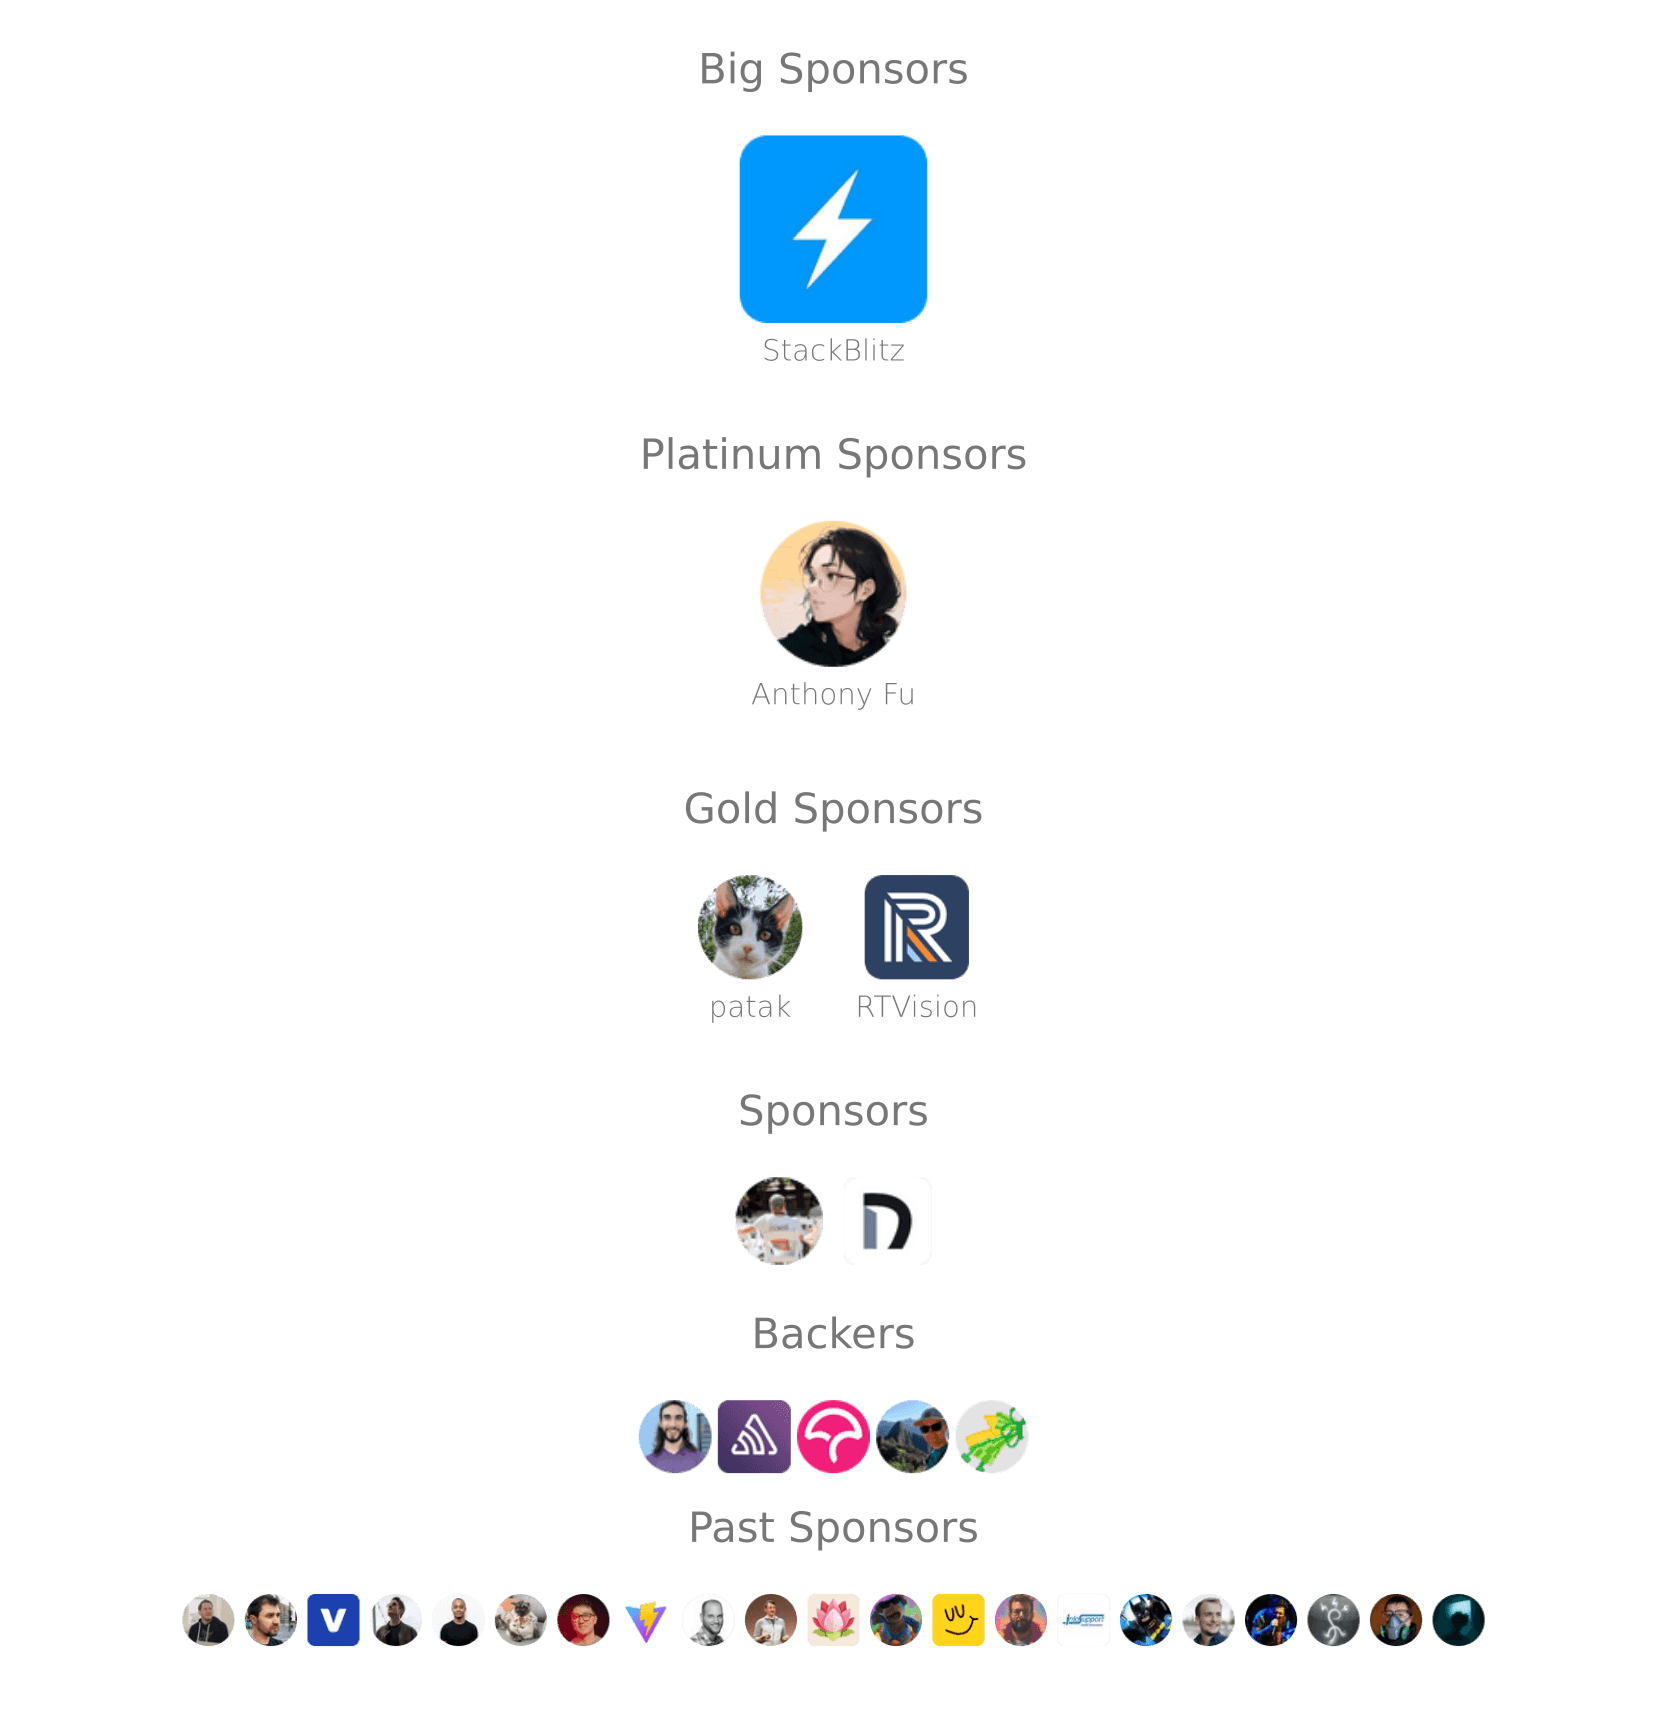 Big Sponsors
StackBlitz
Platinum Sponsors
Anthony Fu
Gold Sponsors
patak
RTVision
Sponsors
Backers
Past Sponsors
V